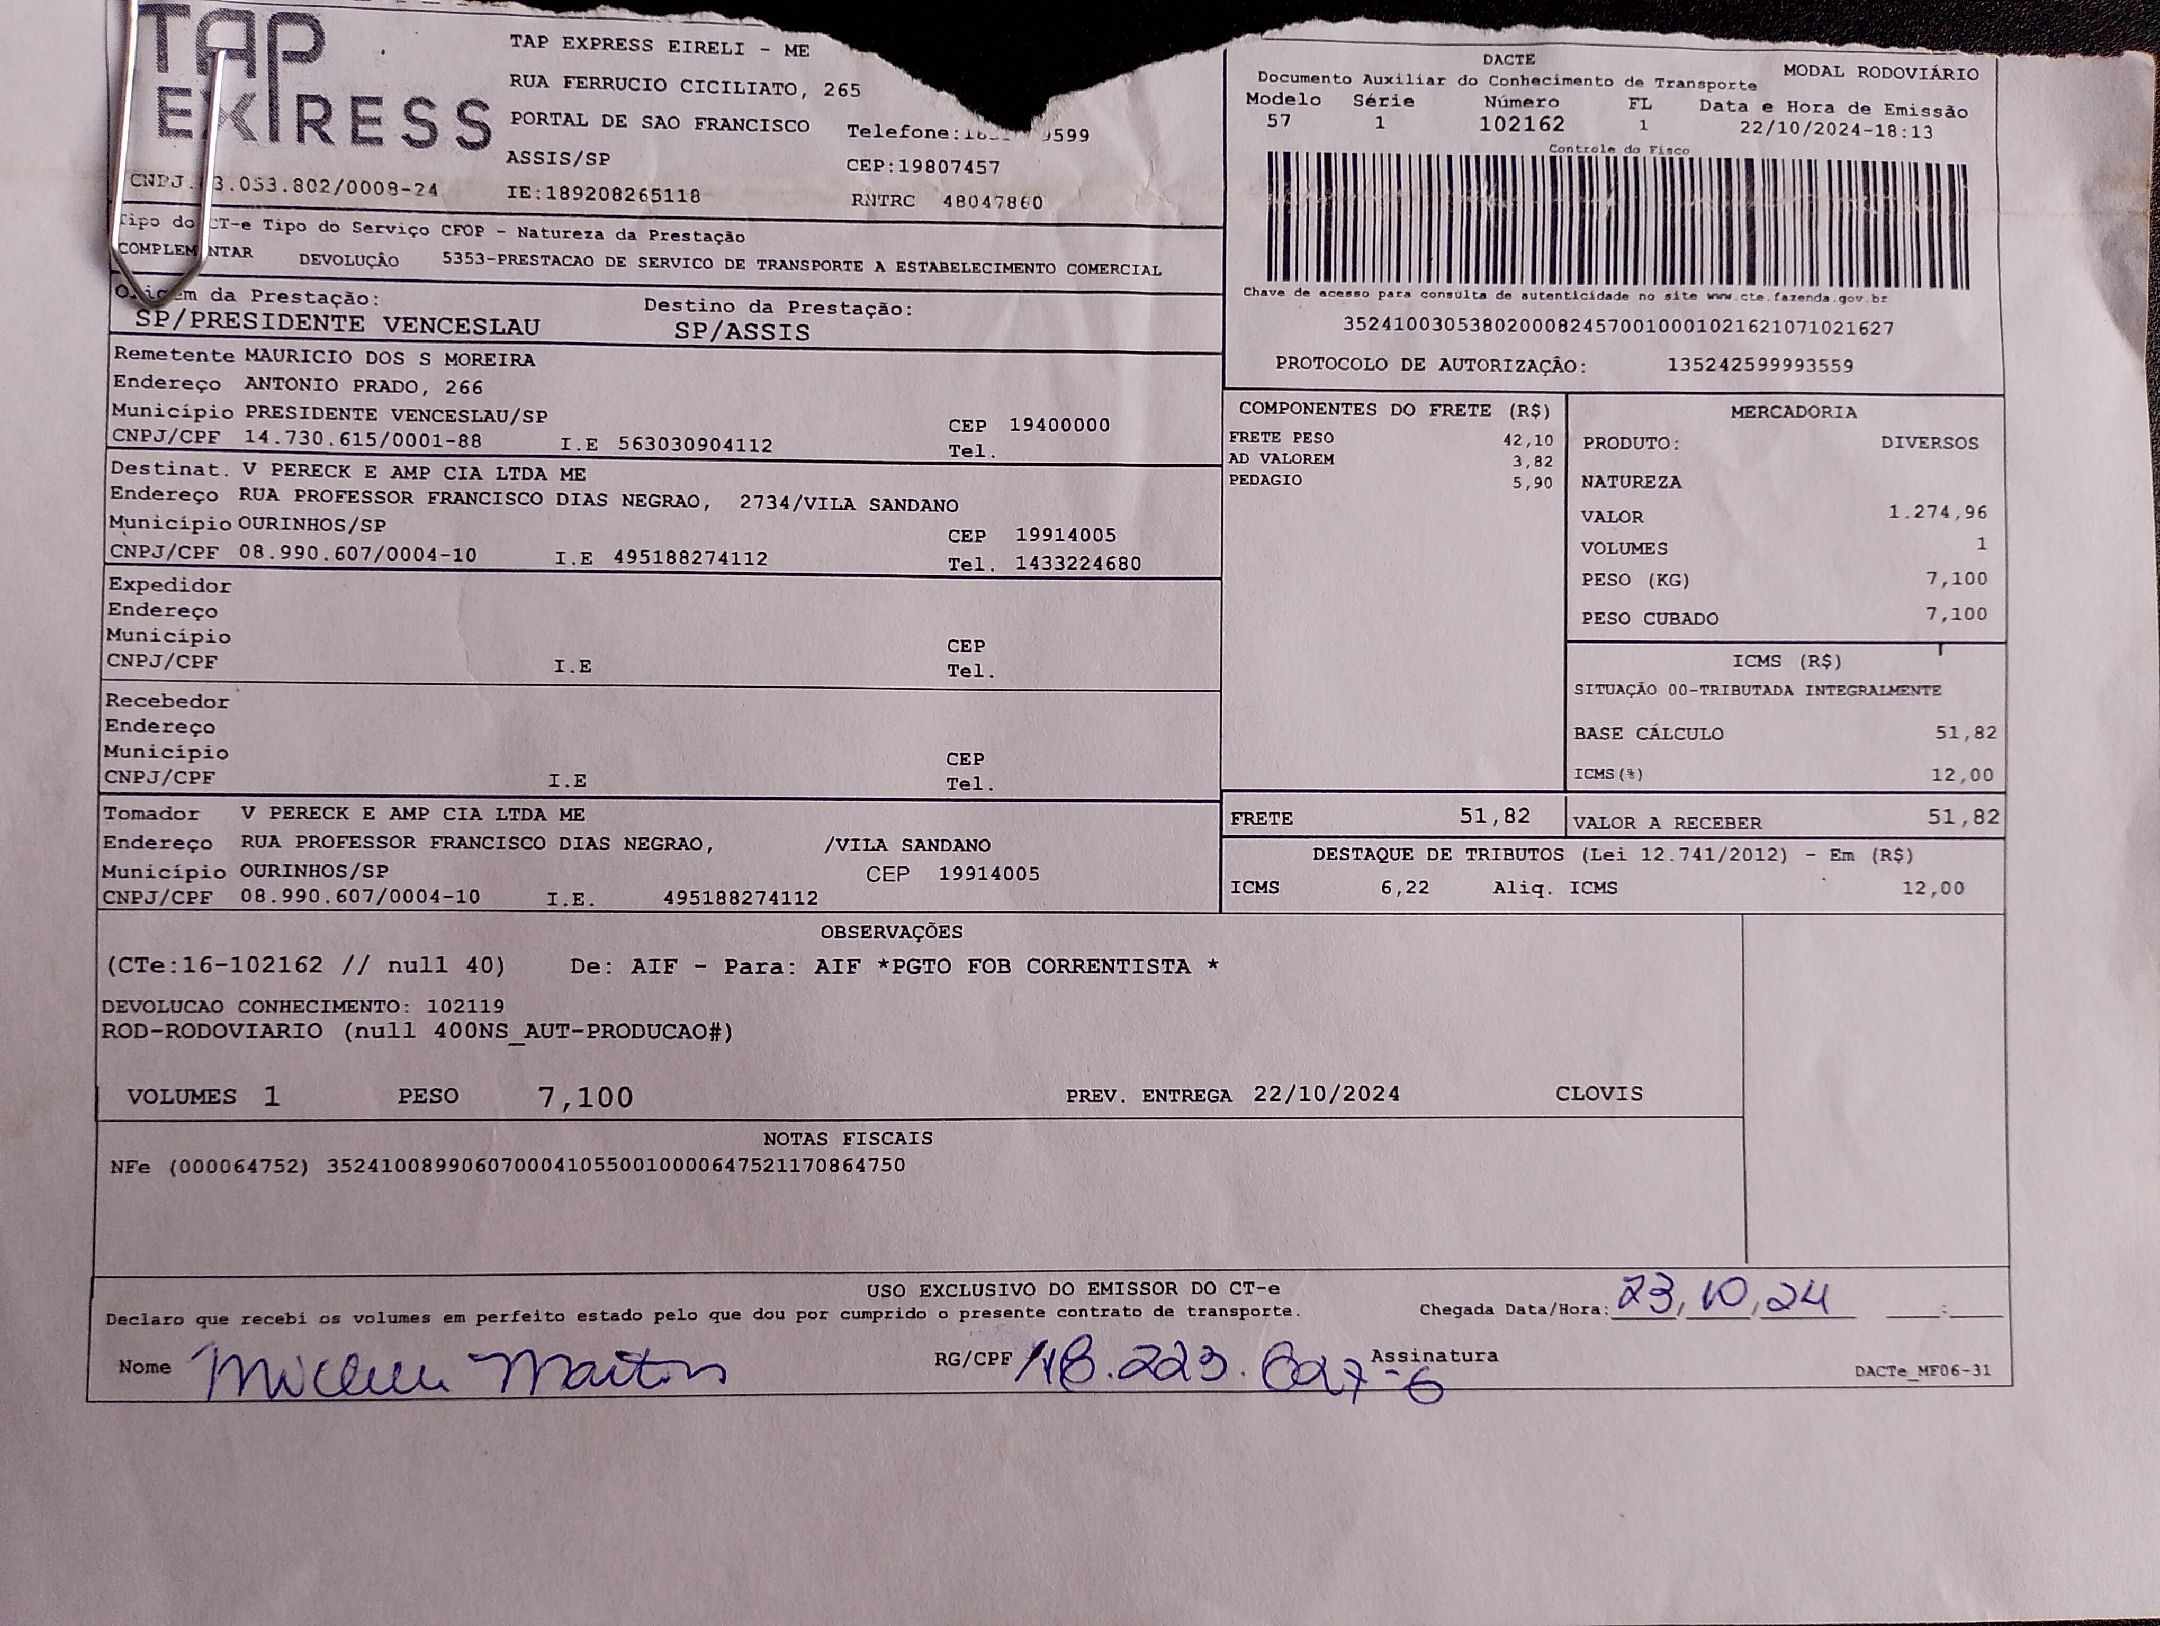 TAP EXPRESS
TAP EXPRESS EIRELI - ME
RUA FERRUCIO CICILIATO, 265
PORTAL DE SAO FRANCISCO
Telefone: 599
ASSIS/SP
CEP:19807457
CNPJ. 3.053.802/0008-24
IE:189208265118
RNTRC 48047860
Tipo do CT-e Tipo do Serviço CFOP - Natureza da Prestação
COMPLEMENTAR DEVOLUÇÃO 5353-PRESTACAO DE SERVICO DE TRANSPORTE A ESTABELECIMENTO COMERCIAL
Origem da Prestação: Destino da Prestação:
SP/PRESIDENTE VENCESLAU SP/ASSIS
DACTE
Documento Auxiliar do Conhecimento de Transporte MODAL RODOVIÁRIO
Modelo Série Número FL Data e Hora de Emissão
57 1 102162 1 22/10/2024-18:13
Controle do Fisco
Chave de acesso para consulta de autenticidade no site www.cte.fazenda.gov.br
35241003053802000824570010001021621071021627
PROTOCOLO DE AUTORIZAÇÃO: 135242599993559
Remetente MAURICIO DOS S MOREIRA
Endereço ANTONIO PRADO, 266
Município PRESIDENTE VENCESLAU/SP CEP 19400000
CNPJ/CPF 14.730.615/0001-88 I.E 563030904112 Tel.
Destinat. V PERECK E AMP CIA LTDA ME
Endereço RUA PROFESSOR FRANCISCO DIAS NEGRAO, 2734/VILA SANDANO
Município OURINHOS/SP CEP 19914005
CNPJ/CPF 08.990.607/0004-10 I.E 495188274112 Tel. 1433224680
Expedidor
Endereço
Município CEP
CNPJ/CPF I.E Tel.
Recebedor
Endereço
Município CEP
CNPJ/CPF I.E Tel.
Tomador V PERECK E AMP CIA LTDA ME
Endereço RUA PROFESSOR FRANCISCO DIAS NEGRAO, /VILA SANDANO
Município OURINHOS/SP CEP 19914005
CNPJ/CPF 08.990.607/0004-10 I.E. 495188274112
COMPONENTES DO FRETE (R$)
FRETE PESO 42,10
AD VALOREM 3,82
PEDAGIO 5,90
MERCADORIA
PRODUTO: DIVERSOS
NATUREZA
VALOR 1.274,96
VOLUMES 1
PESO (KG) 7,100
PESO CUBADO 7,100
ICMS (R$)
SITUAÇÃO 00-TRIBUTADA INTEGRALMENTE
BASE CÁLCULO 51,82
ICMS(%) 12,00
FRETE 51,82 VALOR A RECEBER 51,82
DESTAQUE DE TRIBUTOS (Lei 12.741/2012) - Em (R$)
ICMS 6,22 Aliq. ICMS 12,00
OBSERVAÇÕES
(CTe:16-102162 // null 40) De: AIF - Para: AIF *PGTO FOB CORRENTISTA *
DEVOLUCAO CONHECIMENTO: 102119
ROD-RODOVIARIO (null 400NS_AUT-PRODUCAO#)
VOLUMES 1 PESO 7,100 PREV. ENTREGA 22/10/2024 CLOVIS
NOTAS FISCAIS
NFe (000064752) 35241008990607000410550010000647521170864750
USO EXCLUSIVO DO EMISSOR DO CT-e
Declaro que recebi os volumes em perfeito estado pelo que dou por cumprido o presente contrato de transporte. Chegada Data/Hora: 23/10/24 :
Nome Martins RG/CPF Assinatura
DACTe_MF06-31